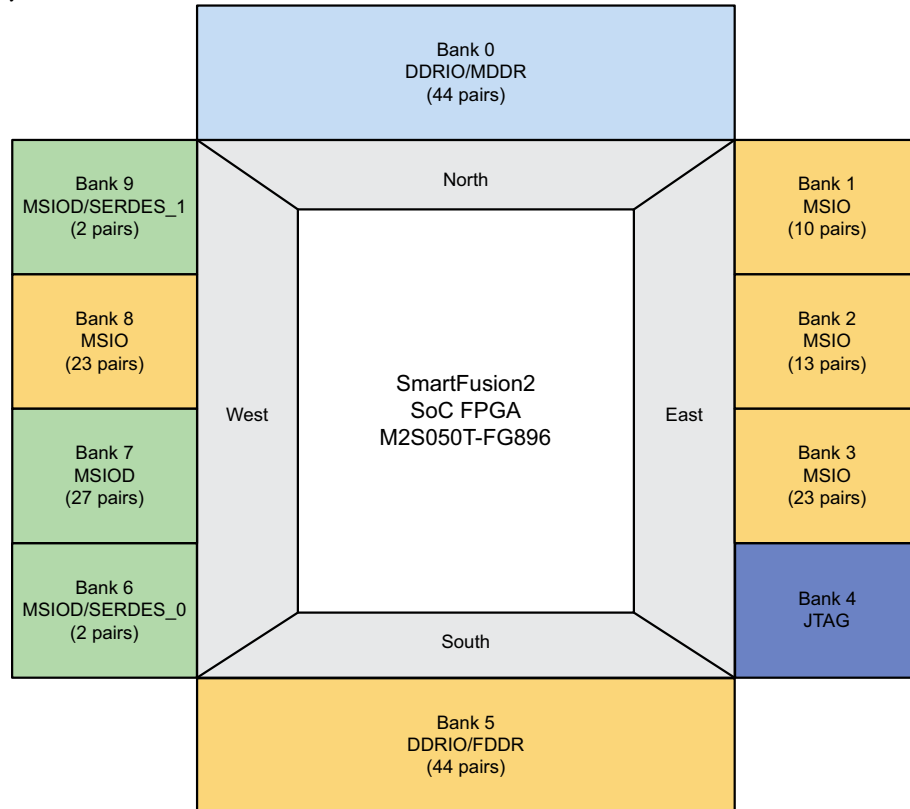 Bank 0
DDRIO/MDDR
(44 pairs)
North
Bank 9
MSIOD/SERDES_1
(2 pairs)
Bank 1
MSIO
(10 pairs)
Bank 8
MSIO
(23 pairs)
Bank 2
MSIO
(13 pairs)
West
SmartFusion2
SoC FPGA
M2S050T-FG896
East
Bank 7
MSIOD
(27 pairs)
Bank 3
MSIO
(23 pairs)
Bank 6
MSIOD/SERDES_0
(2 pairs)
Bank 4
JTAG
South
Bank 5
DDRIO/FDDR
(44 pairs)